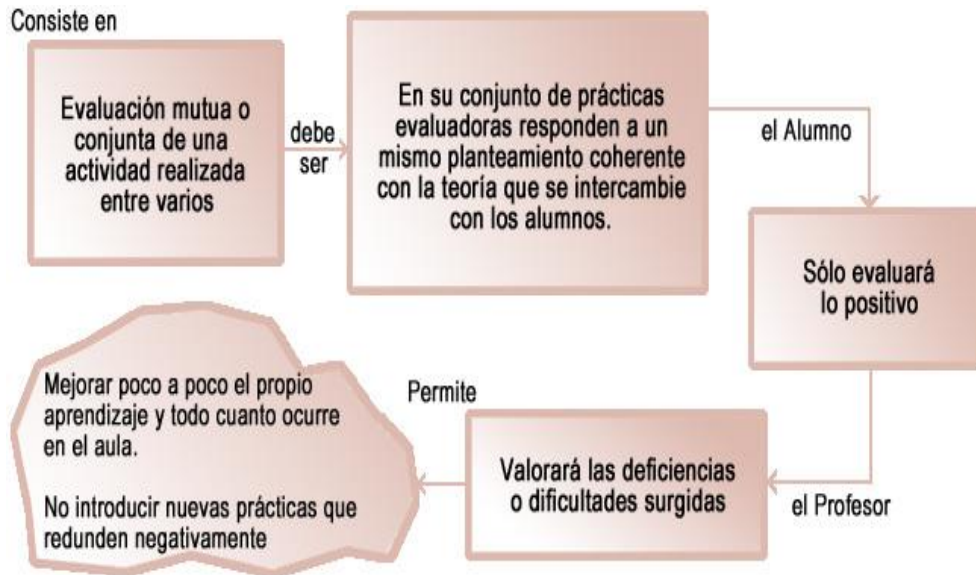 Consiste en
Evaluación mutua o
conjunta de una
actividad realizada
entre varios
debe
ser
En su conjunto de prácticas
evaluadoras responden a un
mismo planteamiento coherente
con la teoría que se intercambie
con los alumnos.
el Alumno
Sólo evaluará
lo positivo
el Profesor
Valorará las deficiencias
o dificultades surgidas
Permite
Mejorar poco a poco el propio
aprendizaje y todo cuanto ocurre
en el aula.
No introducir nuevas prácticas que
redunden negativamente